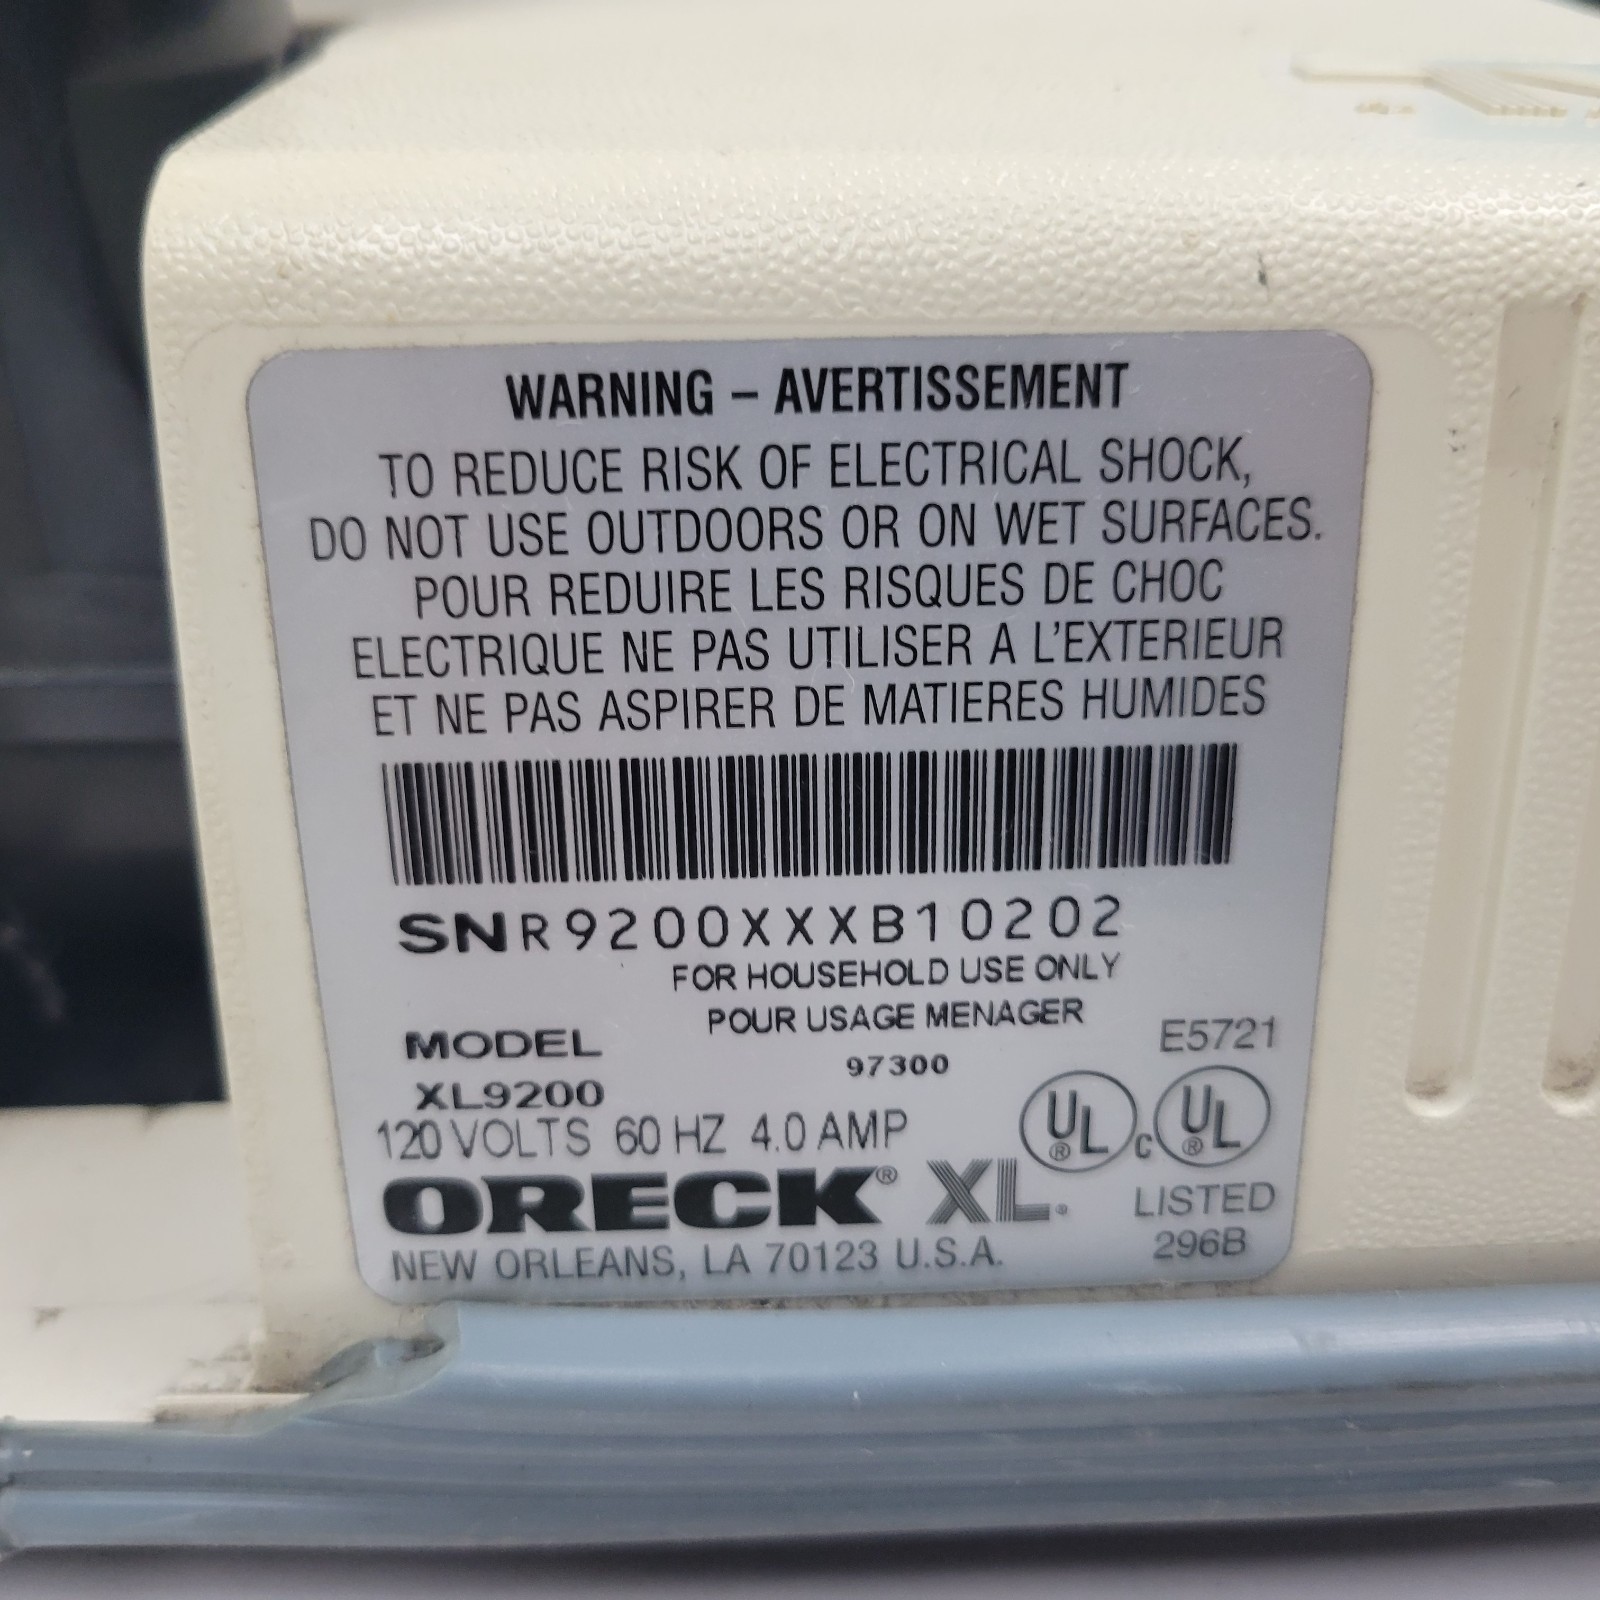 WARNING – AVERTISSEMENT
TO REDUCE RISK OF ELECTRICAL SHOCK,
DO NOT USE OUTDOORS OR ON WET SURFACES.
POUR REDUIRE LES RISQUES DE CHOC
ELECTRIQUE NE PAS UTILISER A L'EXTERIEUR
ET NE PAS ASPIRER DE MATIERES HUMIDES
SNR9200XXXB10202
FOR HOUSEHOLD USE ONLY
POUR USAGE MENAGER
MODEL
XL9200
97300
E5721
120 VOLTS 60 HZ 4.0 AMP
UL® c UL®
ORECK® XL®
LISTED
296B
NEW ORLEANS, LA 70123 U.S.A.